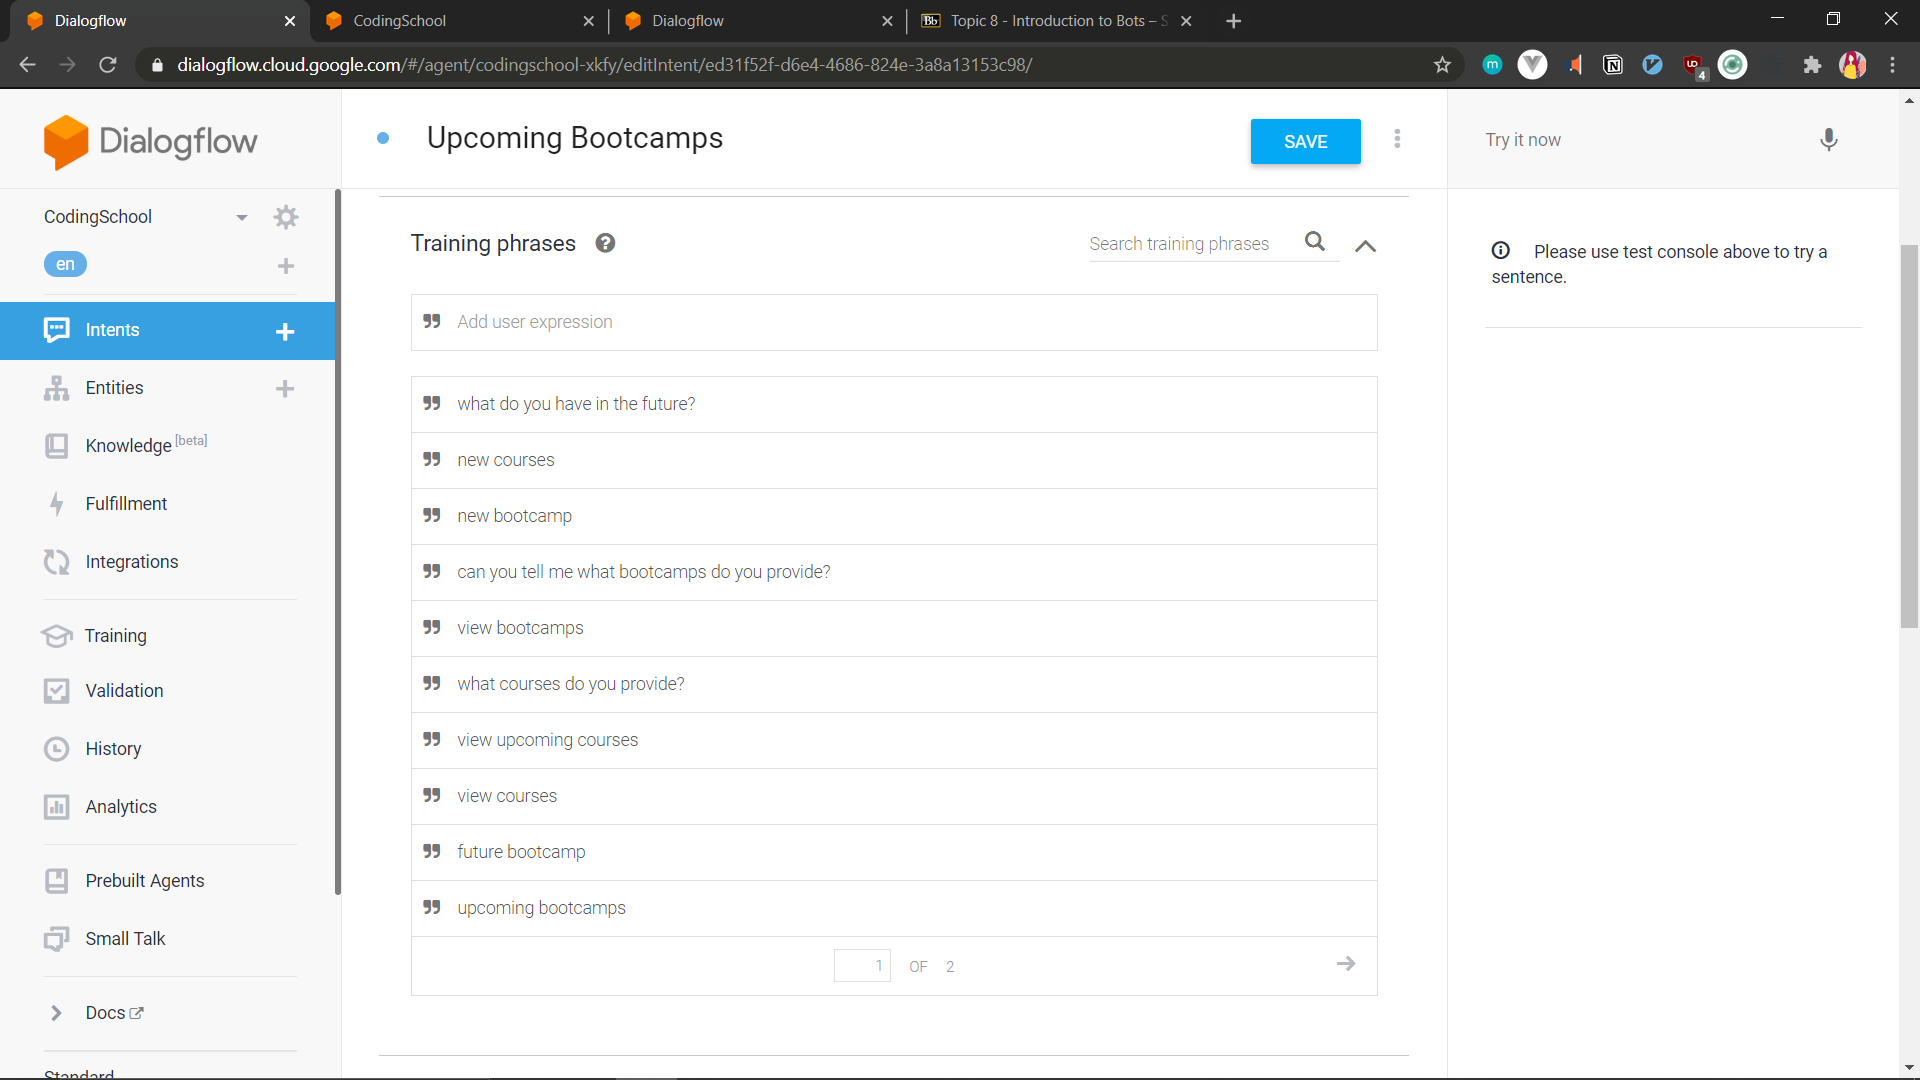 Dialogflow
CodingSchool
Dialogflow
Bb
Topic 8 - Introduction to Bots –
dialogflow.cloud.google.com/#/agent/codingschool-xkfy/editIntent/ed31f52f-d6e4-4686-824e-3a8a13153c98/
m
4
Dialogflow
Upcoming Bootcamps
SAVE
Try it now
CodingSchool
en
Intents
Entities
Knowledge [beta]
Fulfillment
Integrations
Training
Validation
History
Analytics
Prebuilt Agents
Small Talk
Docs
Standard
Training phrases
Search training phrases
Add user expression
what do you have in the future?
new courses
new bootcamp
can you tell me what bootcamps do you provide?
view bootcamps
what courses do you provide?
view upcoming courses
view courses
future bootcamp
upcoming bootcamps
1 OF 2
Please use test console above to try a
sentence.